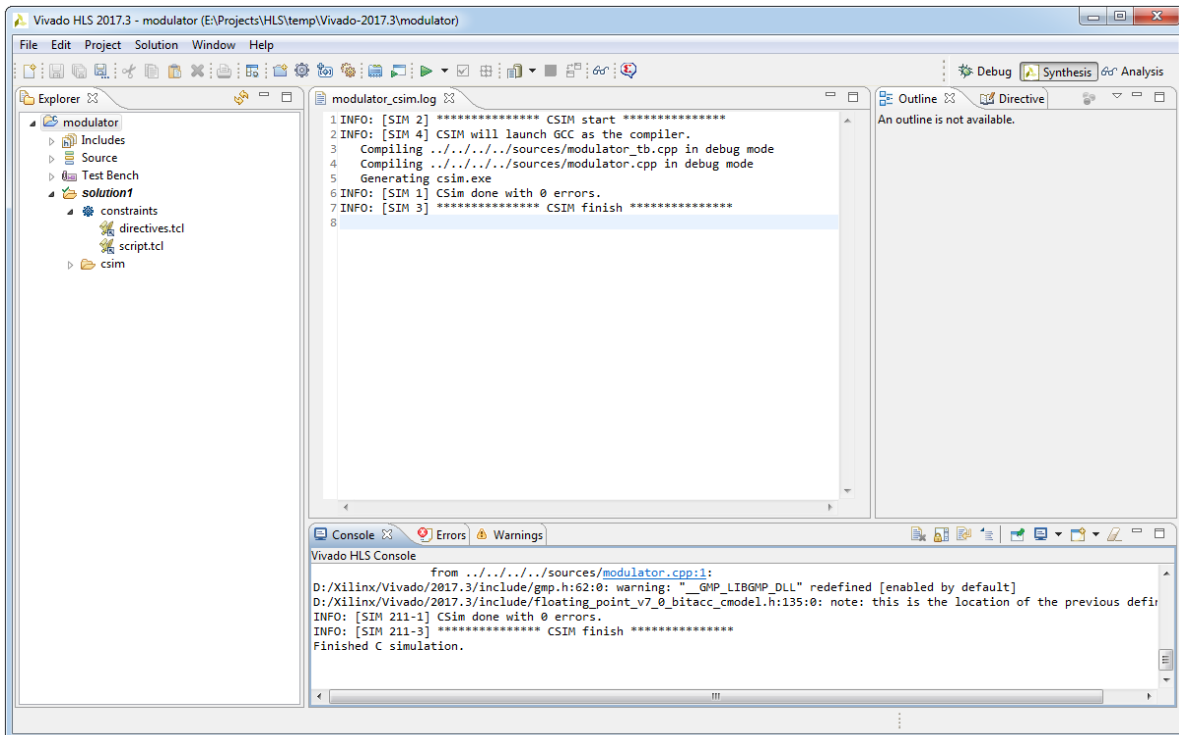 Vivado HLS 2017.3 - modulator (E:\Projects\HLS\temp\Vivado-2017.3\modulator)
File Edit Project Solution Window Help
Debug Synthesis Analysis
Explorer
modulator
Includes
Source
Test Bench
solution1
constraints
directives.tcl
script.tcl
csim
modulator_csim.log
1 INFO: [SIM 2] *************** CSIM start ***************
2 INFO: [SIM 4] CSIM will launch GCC as the compiler.
3 Compiling ../../../../sources/modulator_tb.cpp in debug mode
4 Compiling ../../../../sources/modulator.cpp in debug mode
5 Generating csim.exe
6 INFO: [SIM 1] CSim done with 0 errors.
7 INFO: [SIM 3] *************** CSIM finish ***************
8
Outline Directive
An outline is not available.
Console Errors Warnings
Vivado HLS Console
from ../../../../sources/modulator.cpp:1:
D:/Xilinx/Vivado/2017.3/include/gmp.h:62:0: warning: "__GMP_LIBGMP_DLL" redefined [enabled by default]
D:/Xilinx/Vivado/2017.3/include/floating_point_v7_0_bitacc_cmodel.h:135:0: note: this is the location of the previous defir
INFO: [SIM 211-1] CSim done with 0 errors.
INFO: [SIM 211-3] *************** CSIM finish ***************
Finished C simulation.